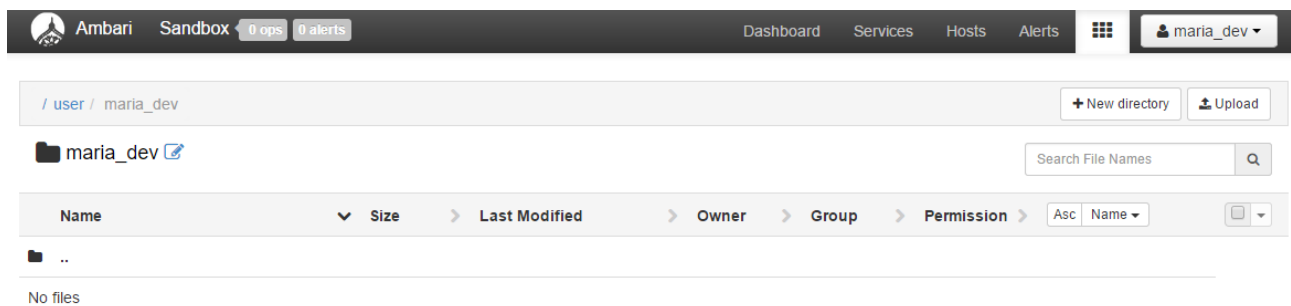 Ambari Sandbox 0 ops 0 alerts Dashboard Services Hosts Alerts maria_dev
/ user / maria_dev + New directory Upload
maria_dev Search File Names
Name Size Last Modified Owner Group Permission Asc Name
..
No files